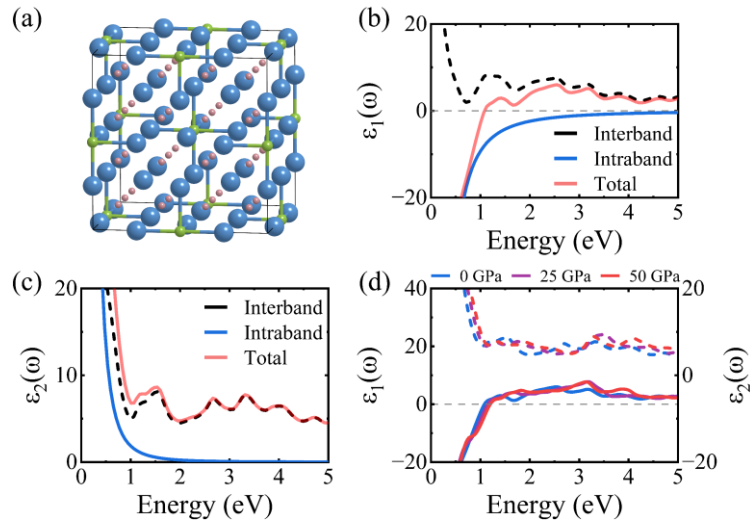 (a)
(b)
20
10
0
−20
0 1 2 3 4 5
ε₁(ω)
Energy (eV)
Interband
Intraband
Total
(c)
20
10
0
0 1 2 3 4 5
ε₂(ω)
Energy (eV)
Interband
Intraband
Total
(d)
0 GPa 25 GPa 50 GPa
40
20
0
−20
0 1 2 3 4 5
ε₁(ω)
Energy (eV)
20
0
−20
ε₂(ω)